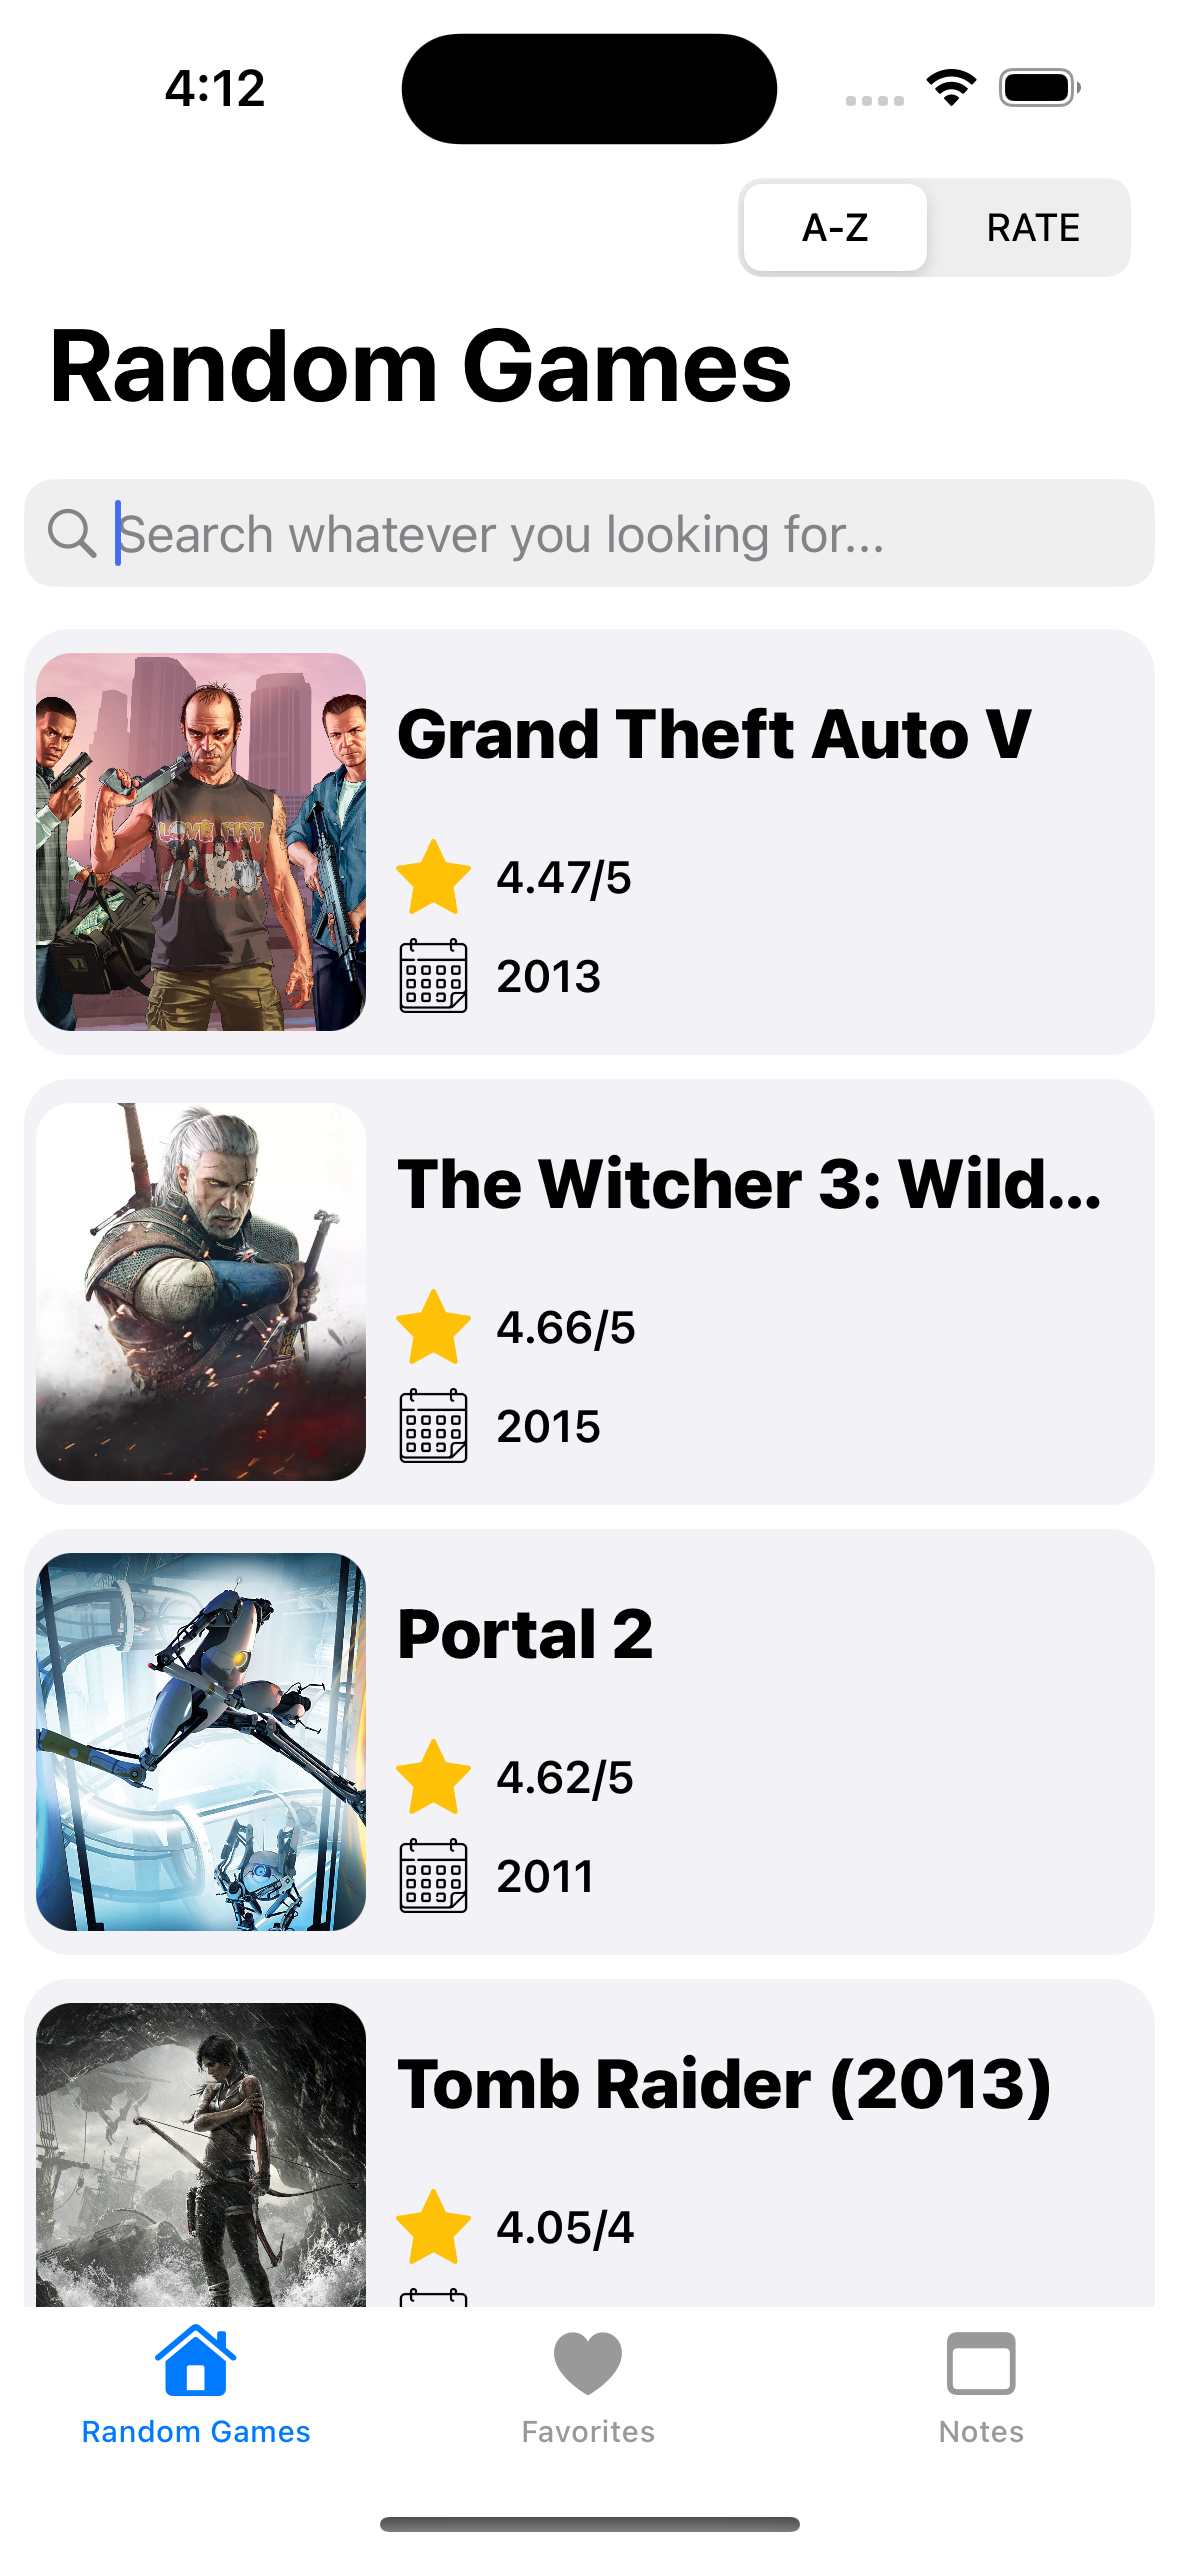 4:12
A-Z RATE
Random Games
Search whatever you looking for...
Grand Theft Auto V
LOVE FIST
4.47/5
2013
The Witcher 3: Wild...
4.66/5
2015
Portal 2
4.62/5
2011
Tomb Raider (2013)
4.05/4
Random Games Favorites Notes